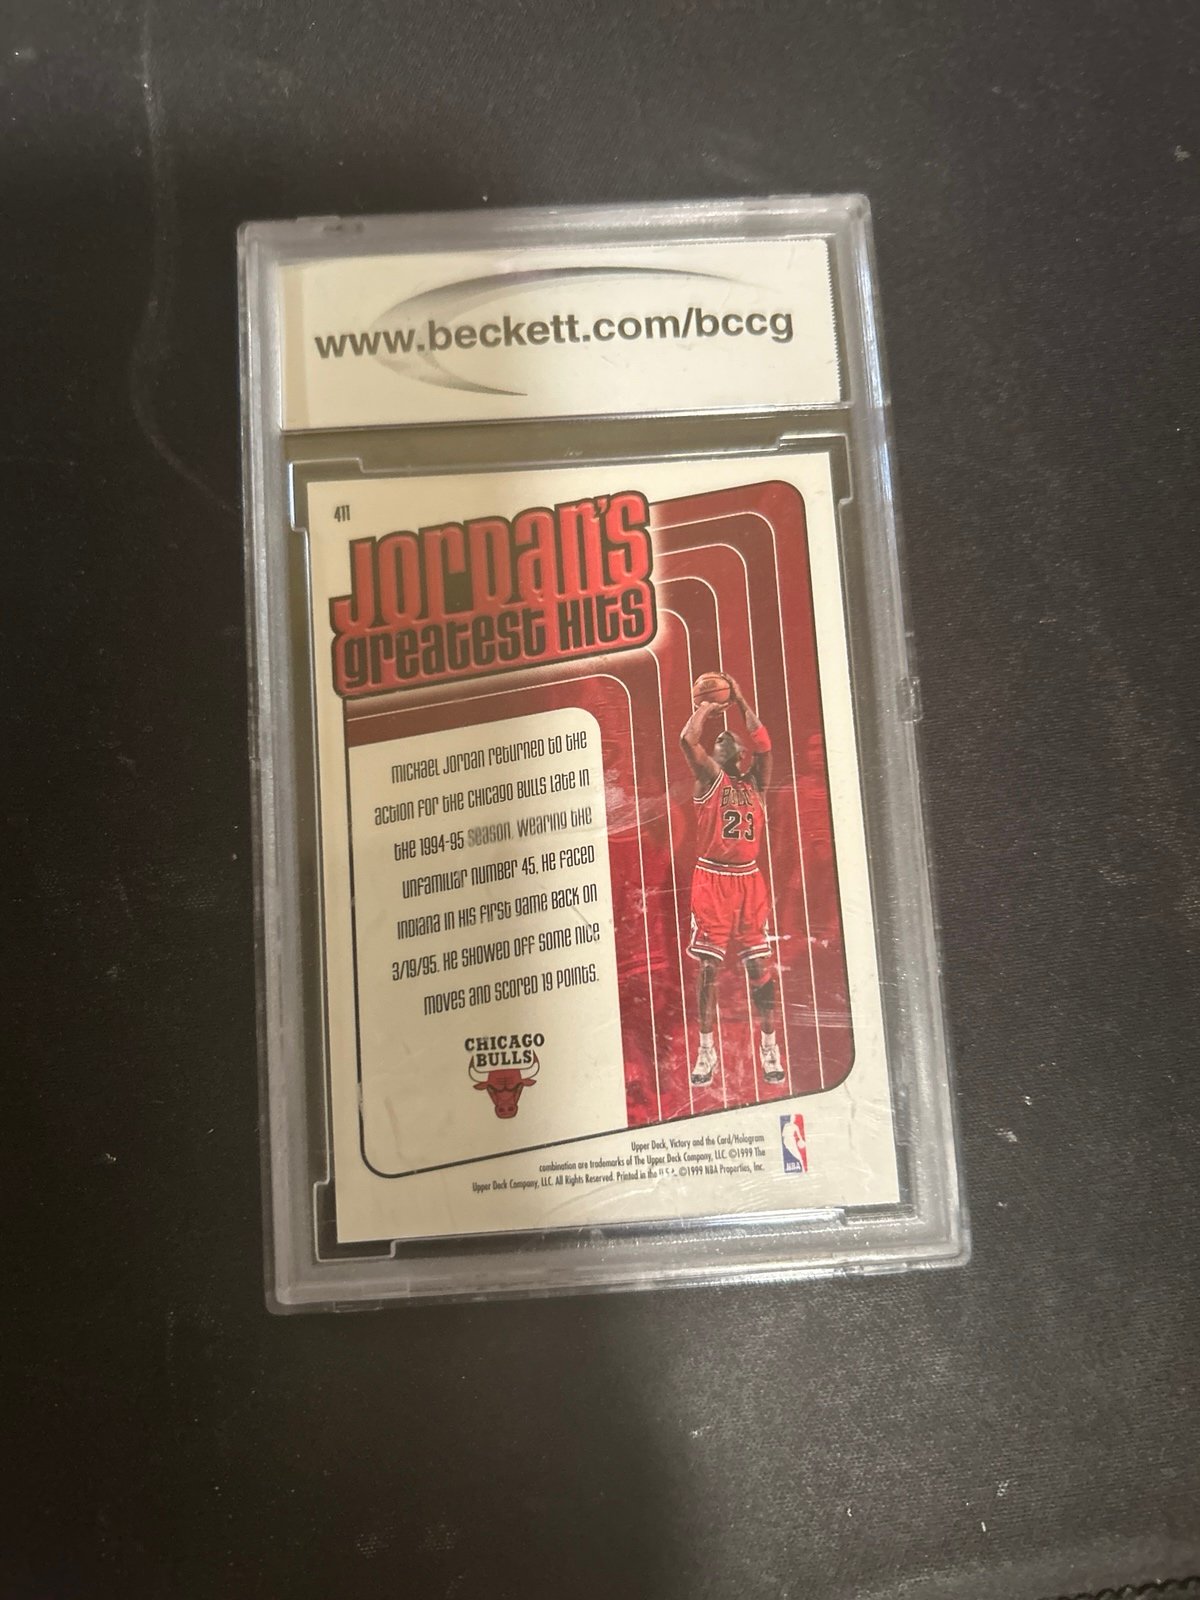 www.beckett.com/bccg
411
JORDAN'S
greatest Hits
Michael Jordan returned to the
action for the Chicago Bulls late in
the 1994-95 season. Wearing the
unfamiliar number 45, he faced
Indiana in his first game back on
3/19/95. He showed off some nice
moves and scored 19 points.
CHICAGO
BULLS
BULLS
23
Upper Deck, Victory and the Card/Hologram
combination are trademarks of The Upper Deck Company, LLC. ©1999 The
Upper Deck Company, LLC. All Rights Reserved. Printed in the U.S.A. ©1999 NBA Properties, Inc.
NBA